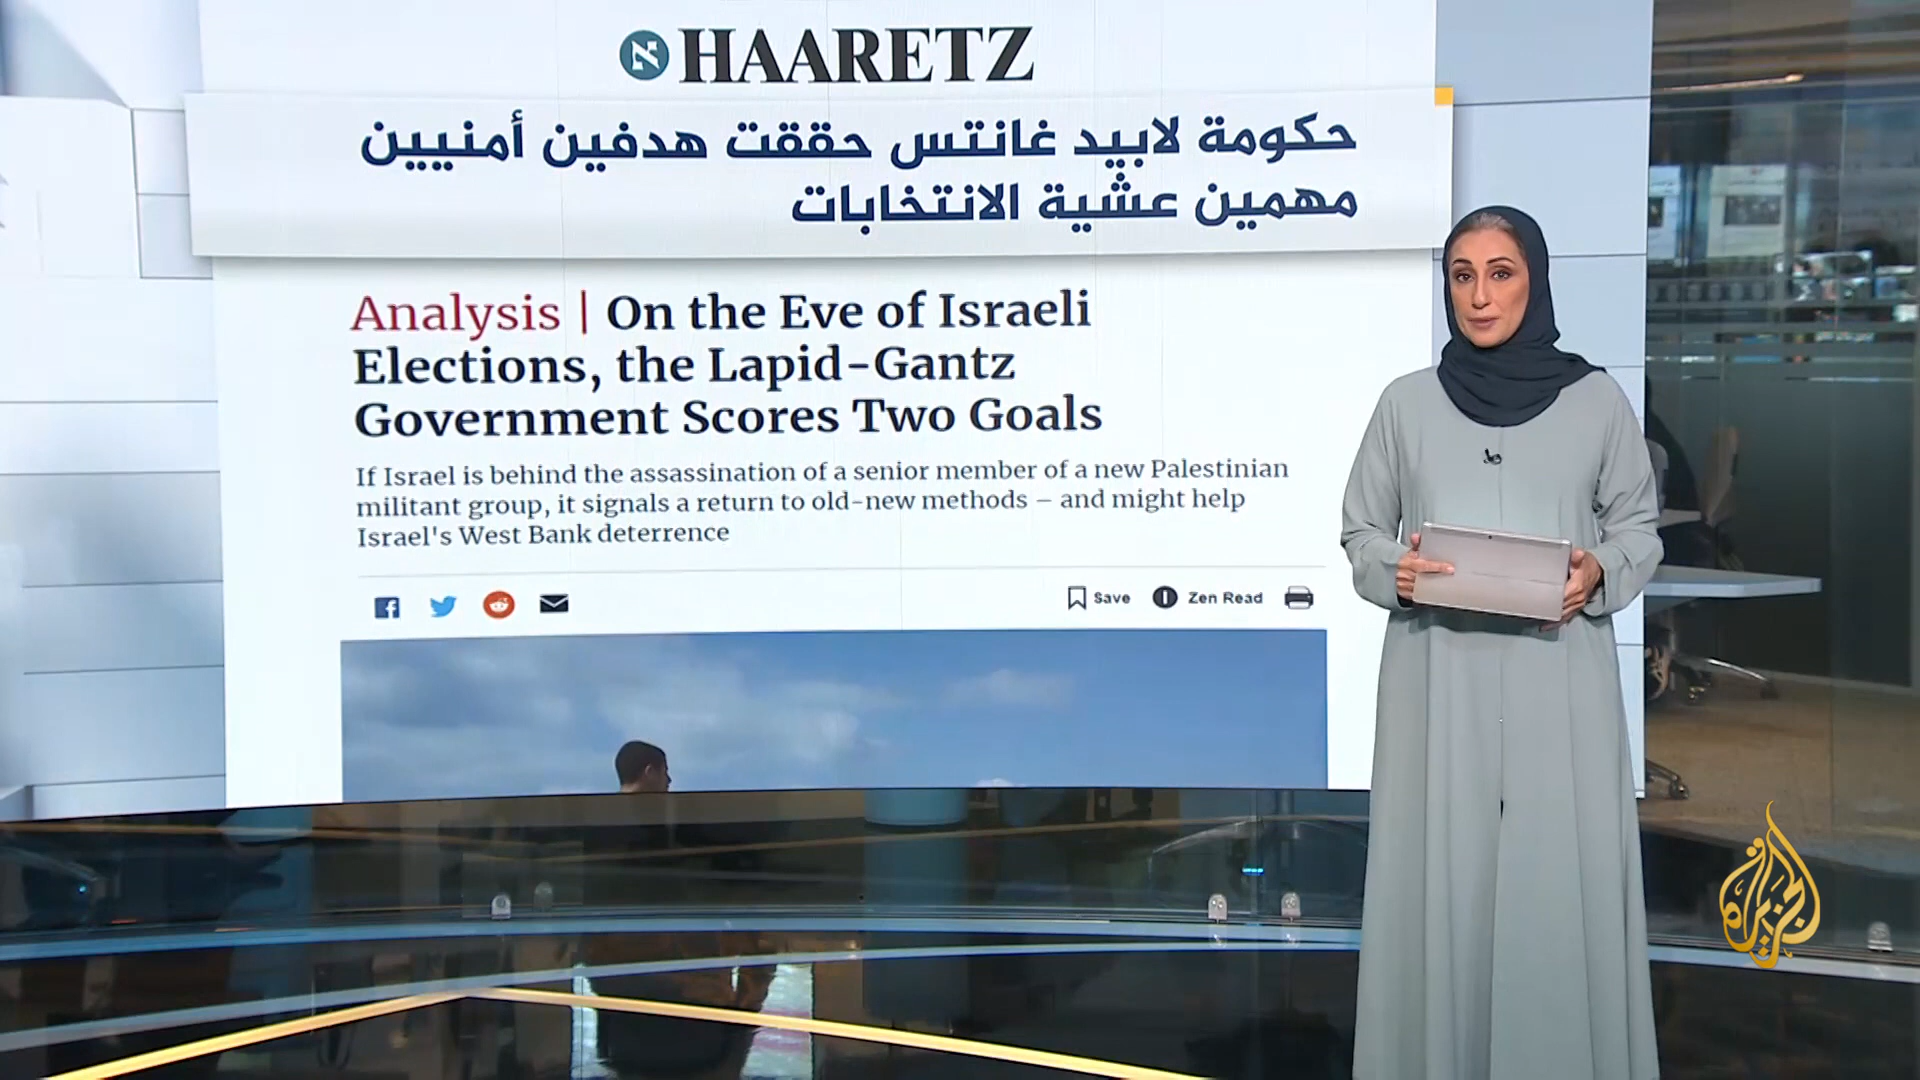 HAARETZ
حكومة لابيد غانتس حققت هدفين أمنيين
مهمين عشية الانتخابات
Analysis | On the Eve of Israeli
Elections, the Lapid-Gantz
Government Scores Two Goals
If Israel is behind the assassination of a senior member of a new Palestinian
militant group, it signals a return to old-new methods – and might help
Israel's West Bank deterrence
Save
Zen Read
الجزيرة